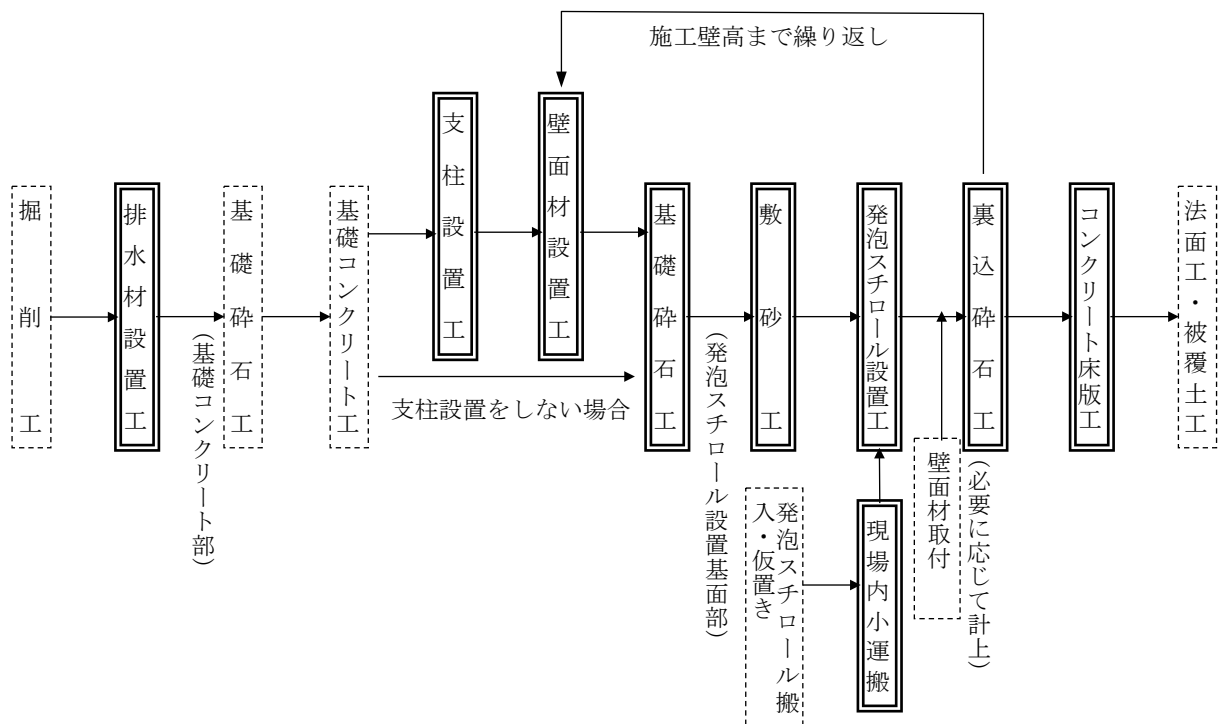 施工壁高まで繰り返し
掘削工
排水材設置工
(基礎コンクリート部)
基礎砕石工
基礎コンクリート工
支柱設置工
壁面材設置工
支柱設置をしない場合
基礎砕石工
(発泡スチロール設置基面部)
敷砂工
発泡スチロール設置工
裏込砕石工
(必要に応じて計上)
コンクリート床版工
法面工・被覆土工
発泡スチロール搬
入・仮置き
現場内小運搬
壁面材取付